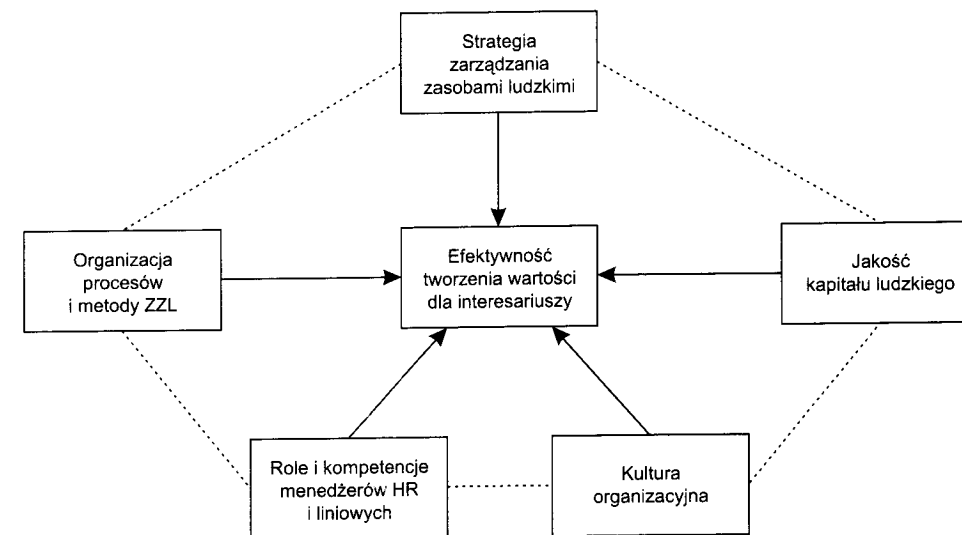 Strategia
zarządzania
zasobami ludzkimi
Organizacja
procesów
i metody ZZL
Efektywność
tworzenia wartości
dla interesariuszy
Jakość
kapitału ludzkiego
Role i kompetencje
menedżerów HR
i liniowych
Kultura
organizacyjna